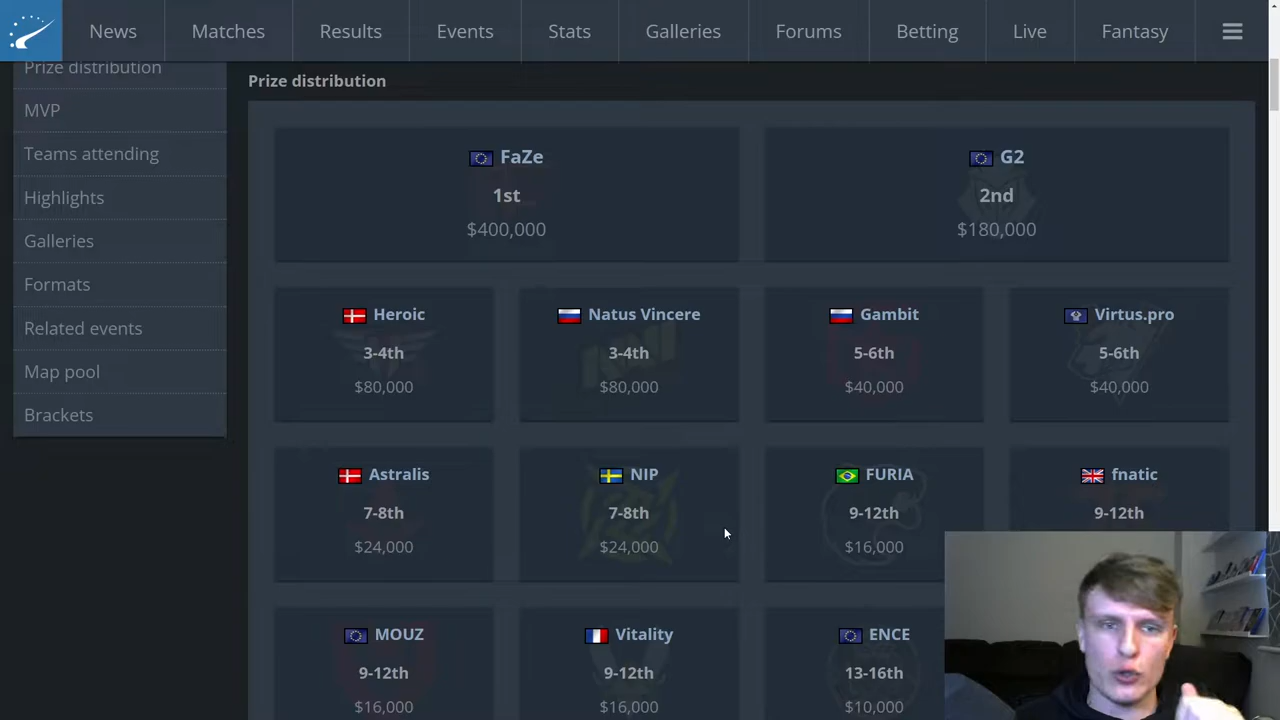 News Matches Results Events Stats Galleries Forums Betting Live Fantasy
Prize distribution
MVP
Teams attending
Highlights
Galleries
Formats
Related events
Map pool
Brackets
Prize distribution
FaZe
1st
$400,000
G2
2nd
$180,000
Heroic
3-4th
$80,000
Natus Vincere
3-4th
$80,000
Gambit
5-6th
$40,000
Virtus.pro
5-6th
$40,000
Astralis
7-8th
$24,000
NIP
7-8th
$24,000
FURIA
9-12th
$16,000
fnatic
9-12th
MOUZ
9-12th
$16,000
Vitality
9-12th
$16,000
ENCE
13-16th
$10,000